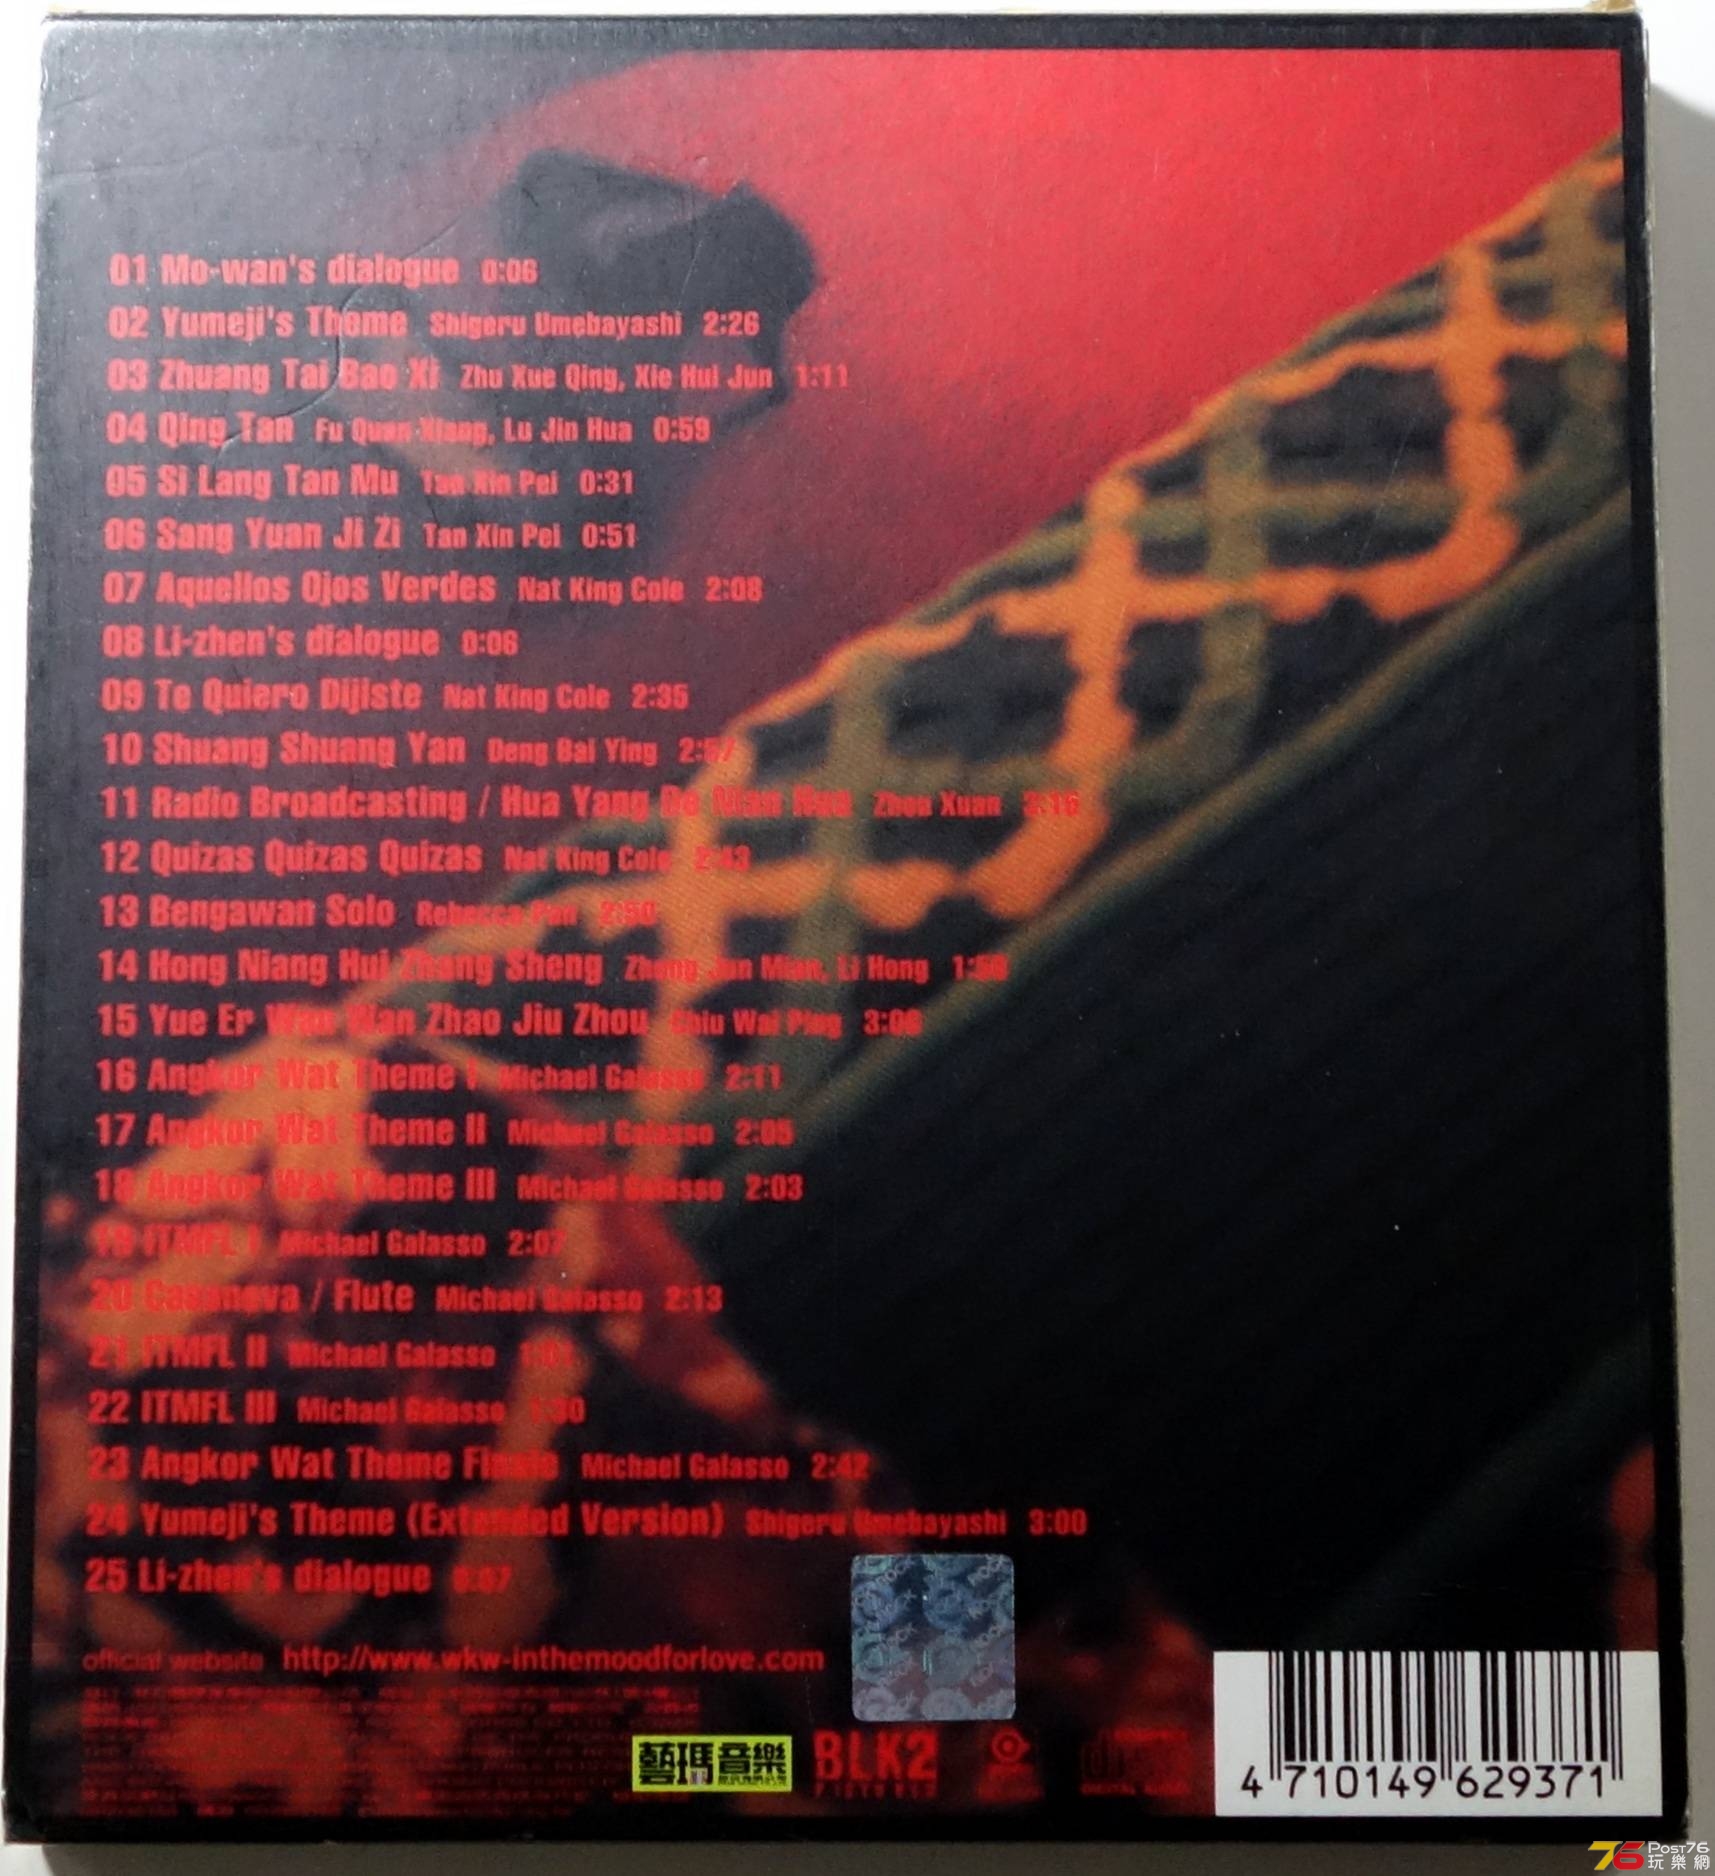 01 Mo-wan's dialogue 0:06
02 Yumeji's Theme Shigeru Umebayashi 2:26
03 Zhuang Tai Bao Xi Zhu Xue Qing, Xie Hui Jun 1:11
04 Qing Tan Fu Quan Xiang, Lu Jin Hua 0:59
05 Si Lang Tan Mu Tan Xin Pei 0:31
06 Sang Yuan Ji Zi Tan Xin Pei 0:51
07 Aquellos Ojos Verdes Nat King Cole 2:08
08 Li-zhen's dialogue 0:06
09 Te Quiero Dijiste Nat King Cole 2:35
10 Shuang Shuang Yan Deng Bai Ying 2:57
11 Radio Broadcasting / Hua Yang De Nian Hua Zhou Xuan 3:16
12 Quizas Quizas Quizas Nat King Cole 2:43
13 Bengawan Solo Rebecca Pan 2:50
14 Hong Niang Hui Zhang Sheng Zheng Jun Mian, Li Hong
15 Yue Er Wan Wan Zhao Jiu Zhou Chiu Wai Ping
16 Angkor Wat Theme I Michael Galasso 2:11
17 Angkor Wat Theme II Michael Galasso 2:05
18 Angkor Wat Theme III Michael Galasso 2:03
19 ITMFL I Michael Galasso 2:07
20 Casanova / Flute Michael Galasso 2:13
21 ITMFL II Michael Galasso
22 ITMFL III Michael Galasso 1:30
23 Angkor Wat Theme Finale Michael Galasso 2:42
24 Yumeji's Theme (Extended Version) Shigeru Umebayashi 3:00
25 Li-zhen's dialogue 0:07
official website http://www.wkw-inthemoodforlove.com
藝瑪音樂
BLK2
PICTURES
DIGITAL AUDIO
4 710149 629371
POST76
玩樂網